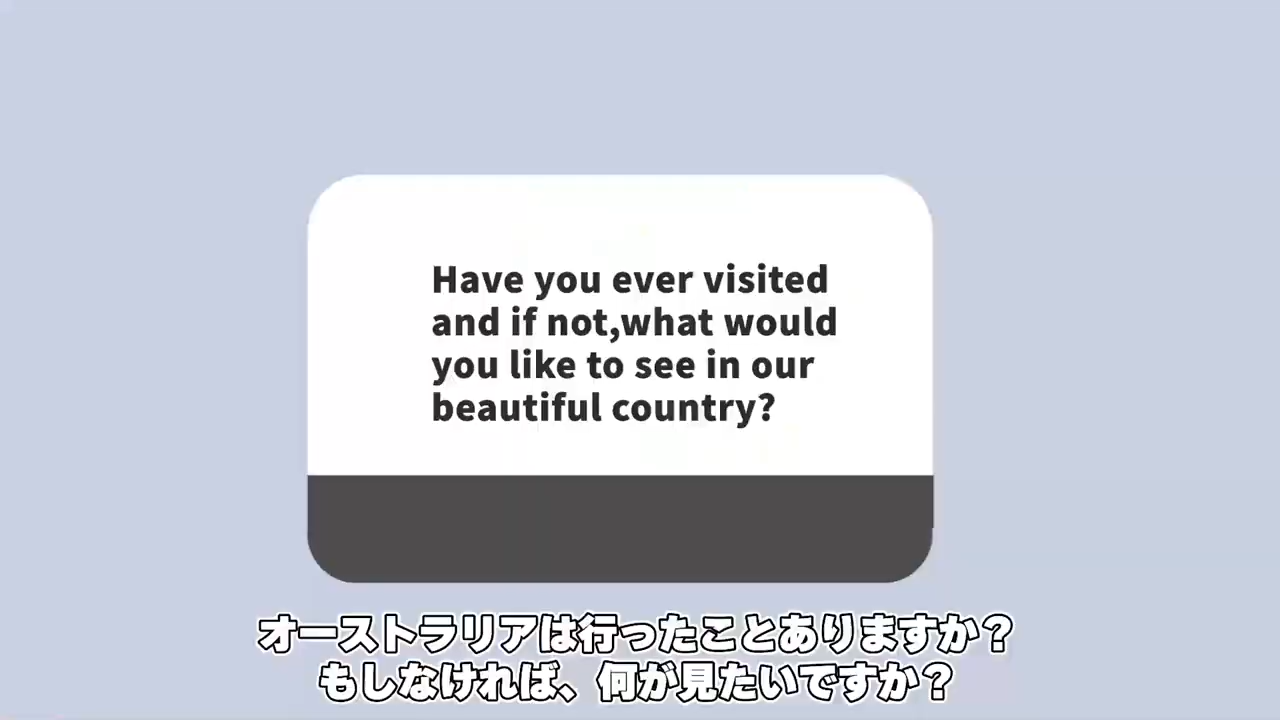 Have you ever visited
and if not,what would
you like to see in our
beautiful country?
オーストラリアは行ったことありますか？
もしなければ、何が見たいですか？